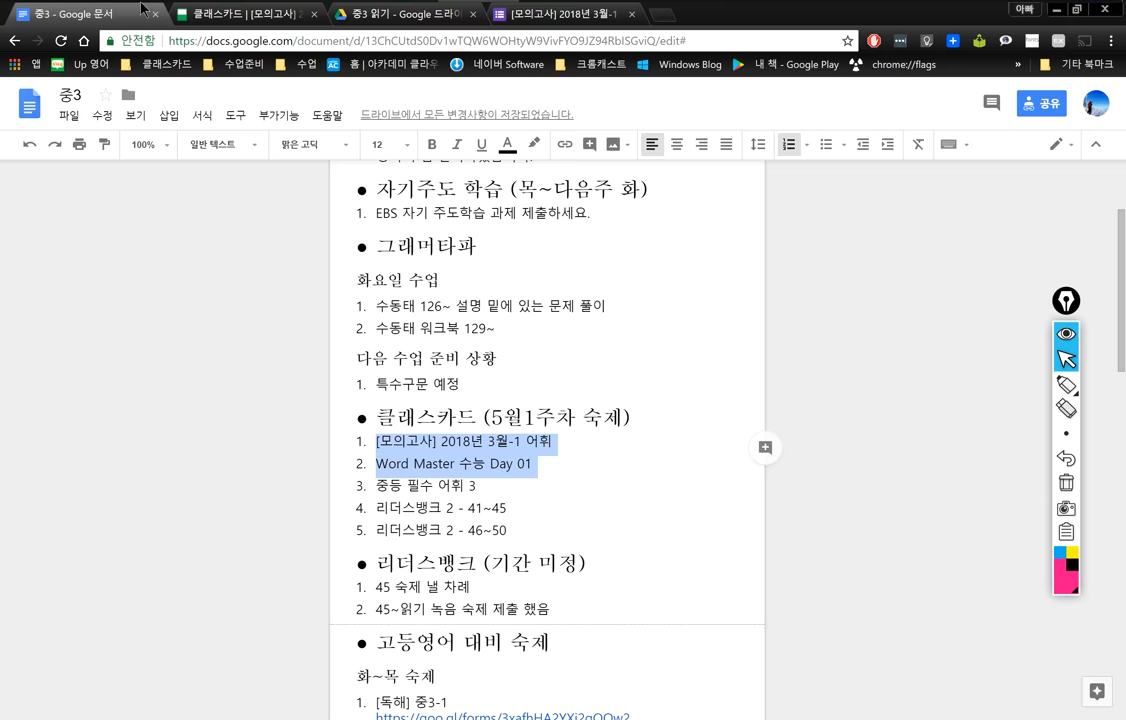 중3 - Google 문서
클래스카드 | [모의고사] 2
중3 읽기 - Google 드라이
[모의고사] 2018년 3월-1
아빠
안전함
https://docs.google.com/document/d/13ChCUtdS0Dv1wTQW6WOHtyW9VivFYO9JZ94RbISGviQ/edit#
앱
Up 영어
클래스카드
수업준비
수업
홈 | 아카데미 클라우
네이버 Software
크롬캐스트
Windows Blog
내 책 - Google Play
chrome://flags
»
기타 북마크
중3
파일 수정 보기 삽입 서식 도구 부가기능 도움말
드라이브에서 모든 변경사항이 저장되었습니다.
공유
100% 일반 텍스트 맑은 고딕 12
● 자기주도 학습 (목~다음주 화)
1. EBS 자기 주도학습 과제 제출하세요.
● 그래머타파
화요일 수업
1. 수동태 126~ 설명 밑에 있는 문제 풀이
2. 수동태 워크북 129~
다음 수업 준비 상황
1. 특수구문 예정
● 클래스카드 (5월1주차 숙제)
1. [모의고사] 2018년 3월-1 어휘
2. Word Master 수능 Day 01
3. 중등 필수 어휘 3
4. 리더스뱅크 2 - 41~45
5. 리더스뱅크 2 - 46~50
● 리더스뱅크 (기간 미정)
1. 45 숙제 낼 차례
2. 45~읽기 녹음 숙제 제출 했음
● 고등영어 대비 숙제
화~목 숙제
1. [독해] 중3-1